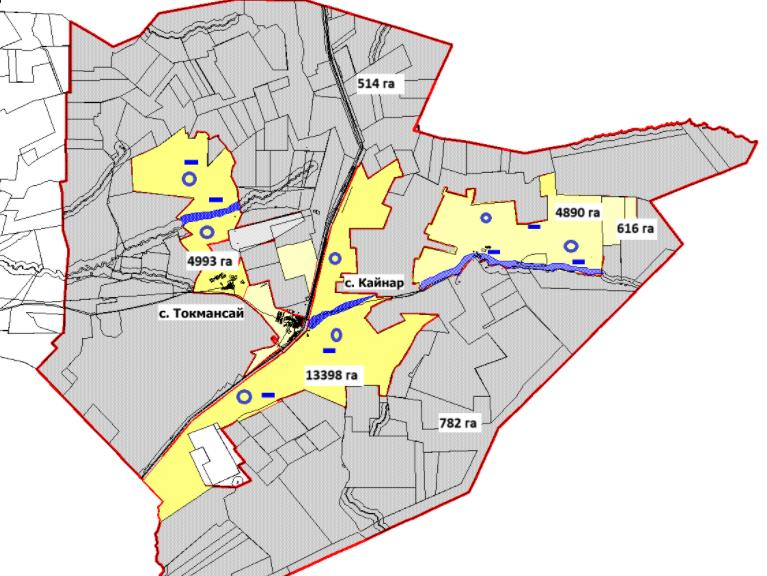 514 га
4890 га
616 га
4993 га
с. Кайнар
с. Токмансай
13398 га
782 га